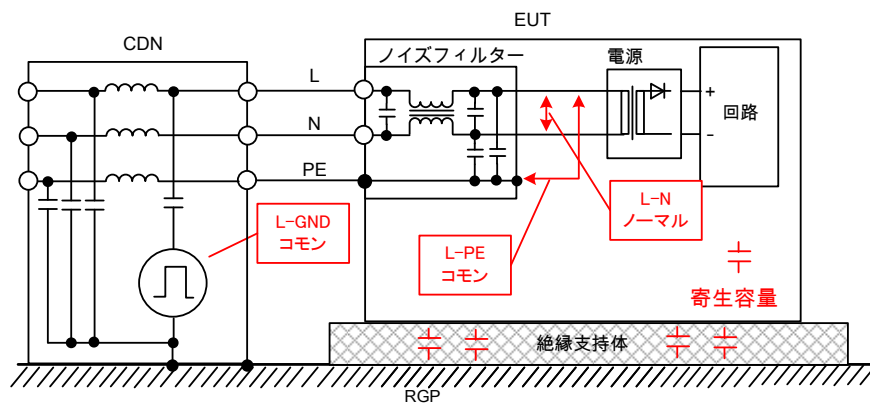 EUT
CDN
ノイズフィルター
電源
L
回路
+
-
N
PE
L-GND
コモン
L-N
ノーマル
L-PE
コモン
寄生容量
絶縁支持体
RGP